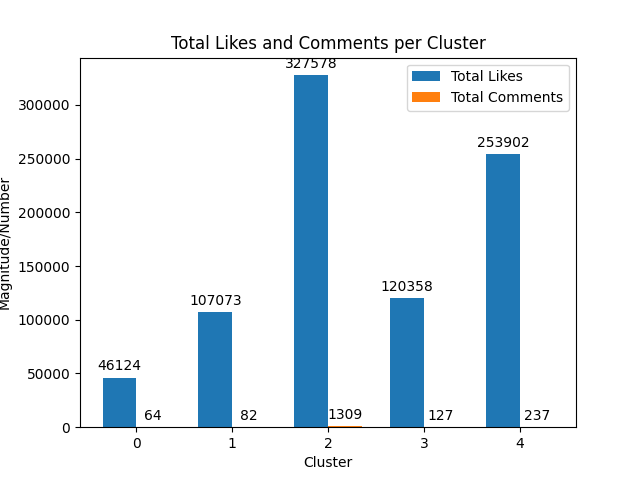 Total Likes and Comments per Cluster
Total Likes
Total Comments
Magnitude/Number
300000
250000
200000
150000
100000
50000
0
46124
64
107073
82
327578
1309
120358
127
253902
237
0 1 2 3 4
Cluster